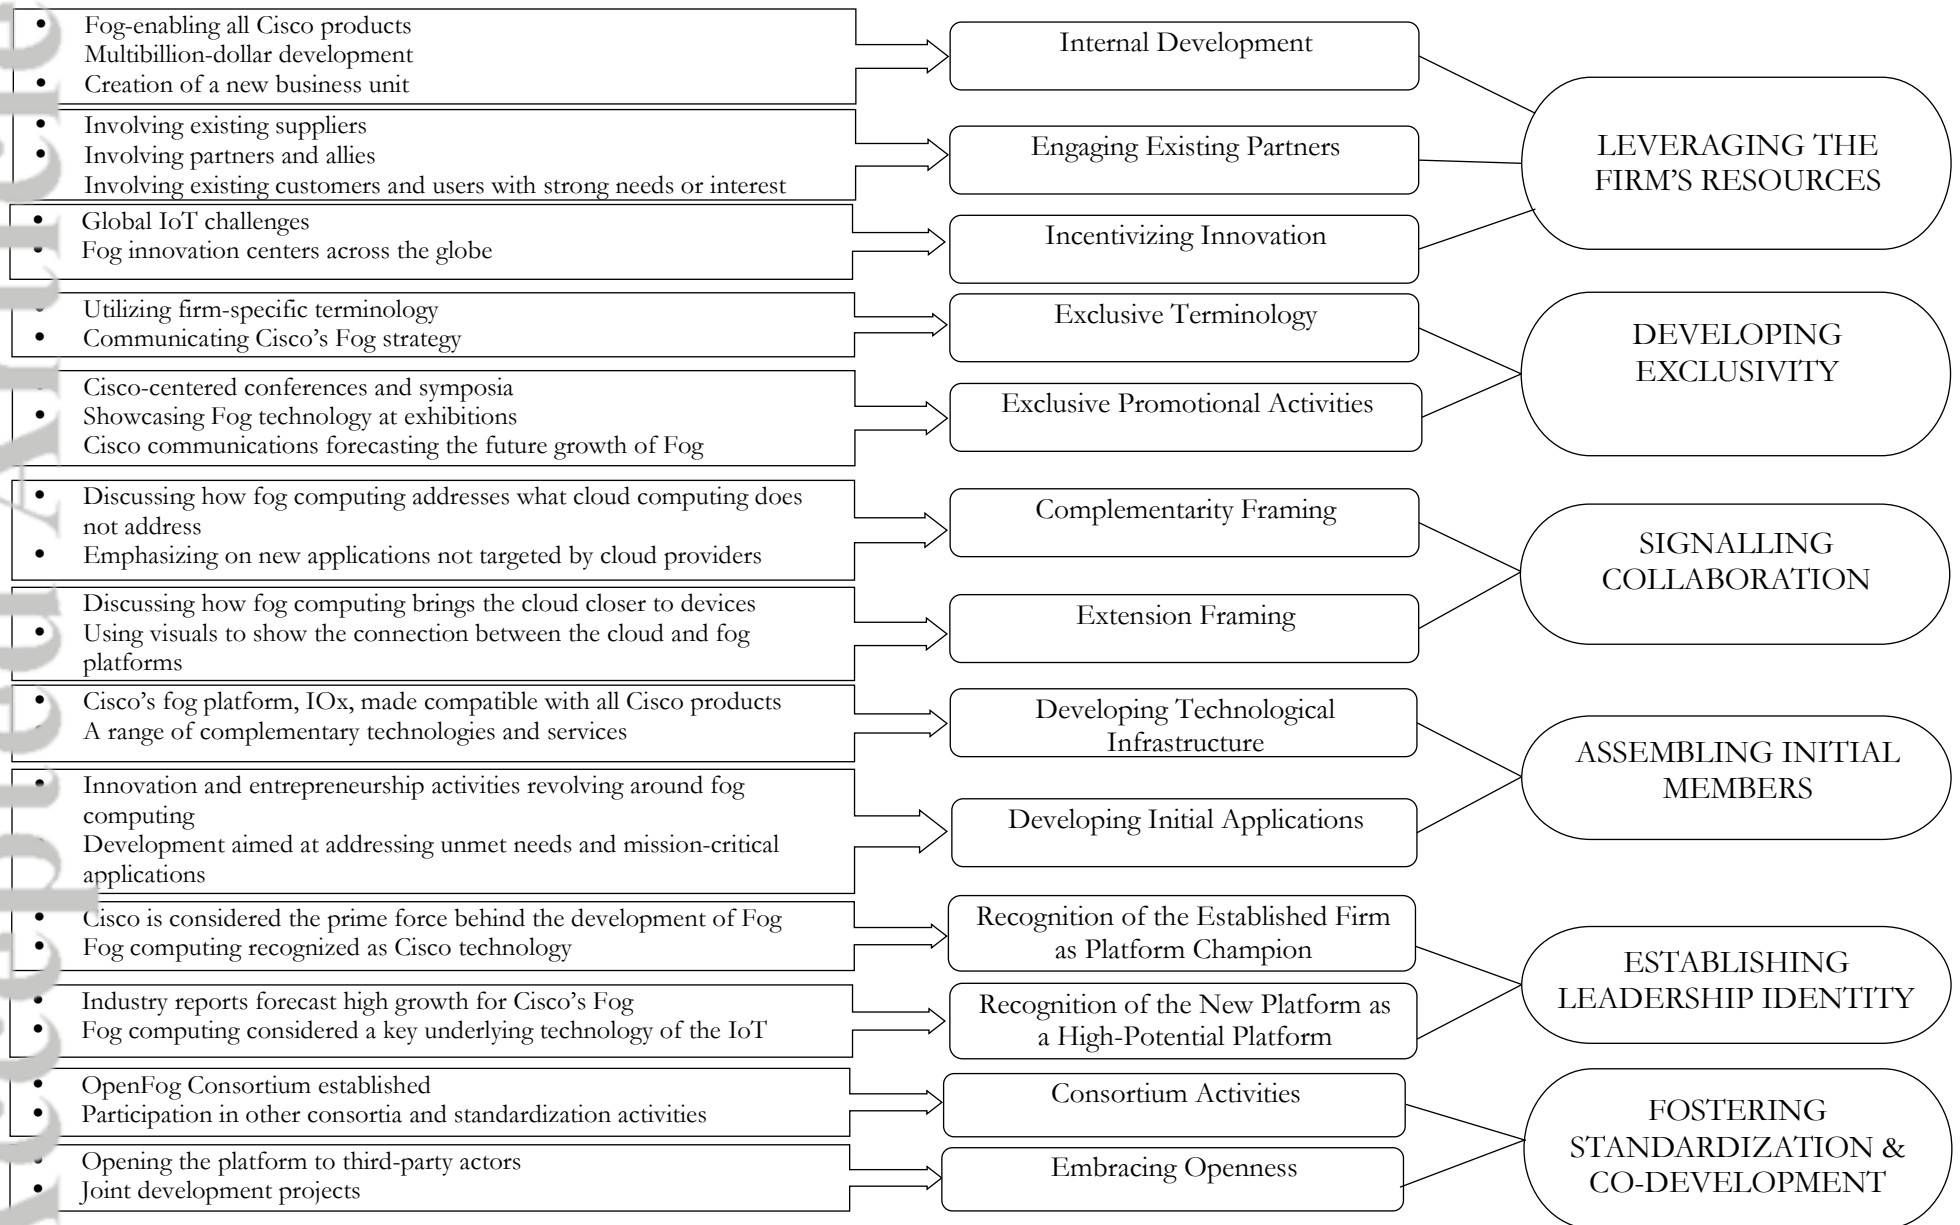 • Fog-enabling all Cisco products
Multibillion-dollar development
• Creation of a new business unit
Internal Development
• Involving existing suppliers
• Involving partners and allies
Involving existing customers and users with strong needs or interest
Engaging Existing Partners
• Global IoT challenges
• Fog innovation centers across the globe
Incentivizing Innovation
LEVERAGING THE
FIRM’S RESOURCES
• Utilizing firm-specific terminology
• Communicating Cisco’s Fog strategy
Exclusive Terminology
• Cisco-centered conferences and symposia
• Showcasing Fog technology at exhibitions
Cisco communications forecasting the future growth of Fog
Exclusive Promotional Activities
DEVELOPING
EXCLUSIVITY
• Discussing how fog computing addresses what cloud computing does
not address
• Emphasizing on new applications not targeted by cloud providers
Complementarity Framing
• Discussing how fog computing brings the cloud closer to devices
• Using visuals to show the connection between the cloud and fog
platforms
Extension Framing
SIGNALLING
COLLABORATION
• Cisco’s fog platform, IOx, made compatible with all Cisco products
• A range of complementary technologies and services
Developing Technological
Infrastructure
• Innovation and entrepreneurship activities revolving around fog
computing
Development aimed at addressing unmet needs and mission-critical
applications
Developing Initial Applications
ASSEMBLING INITIAL
MEMBERS
• Cisco is considered the prime force behind the development of Fog
• Fog computing recognized as Cisco technology
Recognition of the Established Firm
as Platform Champion
• Industry reports forecast high growth for Cisco’s Fog
• Fog computing considered a key underlying technology of the IoT
Recognition of the New Platform as
a High-Potential Platform
ESTABLISHING
LEADERSHIP IDENTITY
• OpenFog Consortium established
• Participation in other consortia and standardization activities
Consortium Activities
• Opening the platform to third-party actors
• Joint development projects
Embracing Openness
FOSTERING
STANDARDIZATION &
CO-DEVELOPMENT